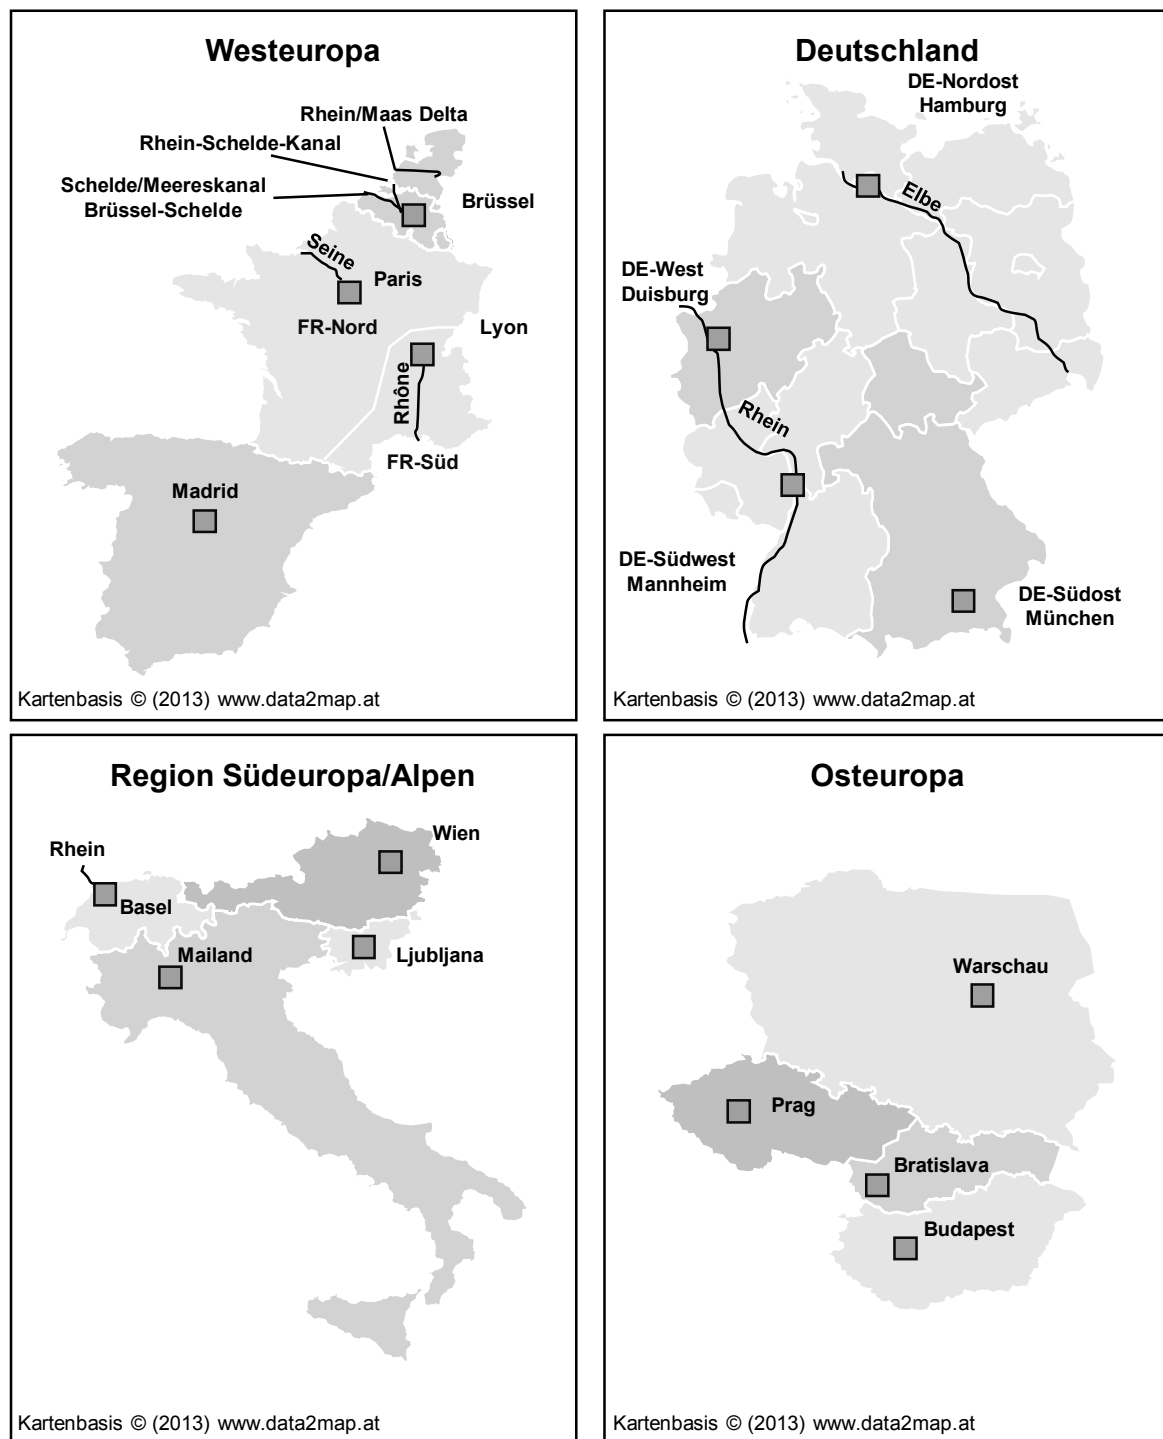 Westeuropa
Rhein/Maas Delta
Rhein-Schelde-Kanal
Schelde/Meereskanal
Brüssel-Schelde
Brüssel
Seine
Paris
FR-Nord
Lyon
Rhône
FR-Süd
Madrid
Kartenbasis © (2013) www.data2map.at
Deutschland
DE-Nordost
Hamburg
Elbe
DE-West
Duisburg
Rhein
DE-Südwest
Mannheim
DE-Südost
München
Kartenbasis © (2013) www.data2map.at
Region Südeuropa/Alpen
Wien
Rhein
Basel
Mailand
Ljubljana
Kartenbasis © (2013) www.data2map.at
Osteuropa
Warschau
Prag
Bratislava
Budapest
Kartenbasis © (2013) www.data2map.at